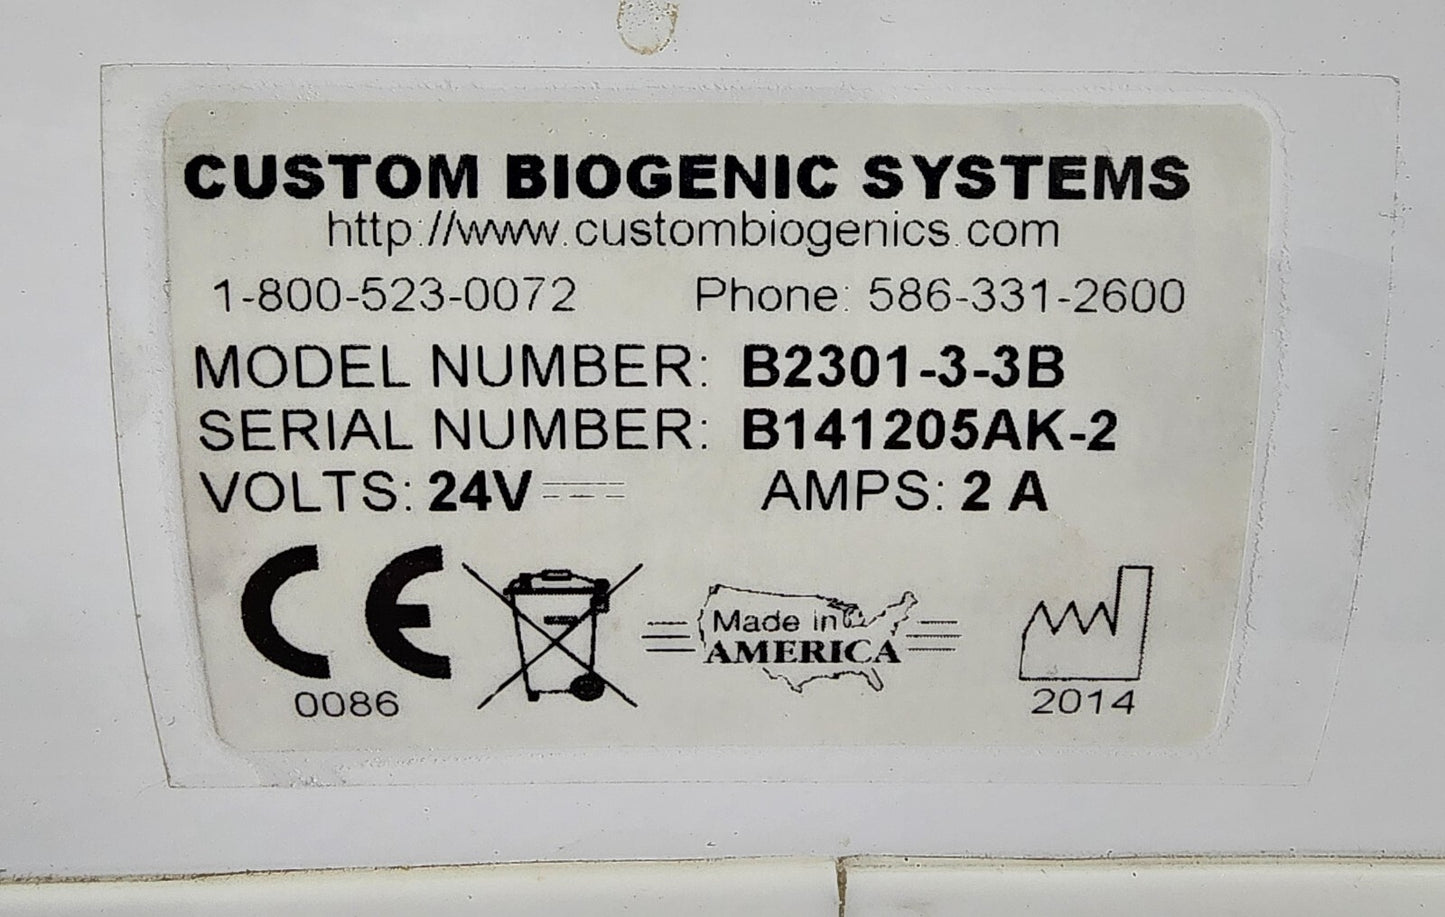 CUSTOM BIOGENIC SYSTEMS
http://www.custombiogenics.com
1-800-523-0072 Phone: 586-331-2600
MODEL NUMBER: B2301-3-3B
SERIAL NUMBER: B141205AK-2
VOLTS: 24V AMPS: 2 A
CE
0086
Made in
AMERICA
2014